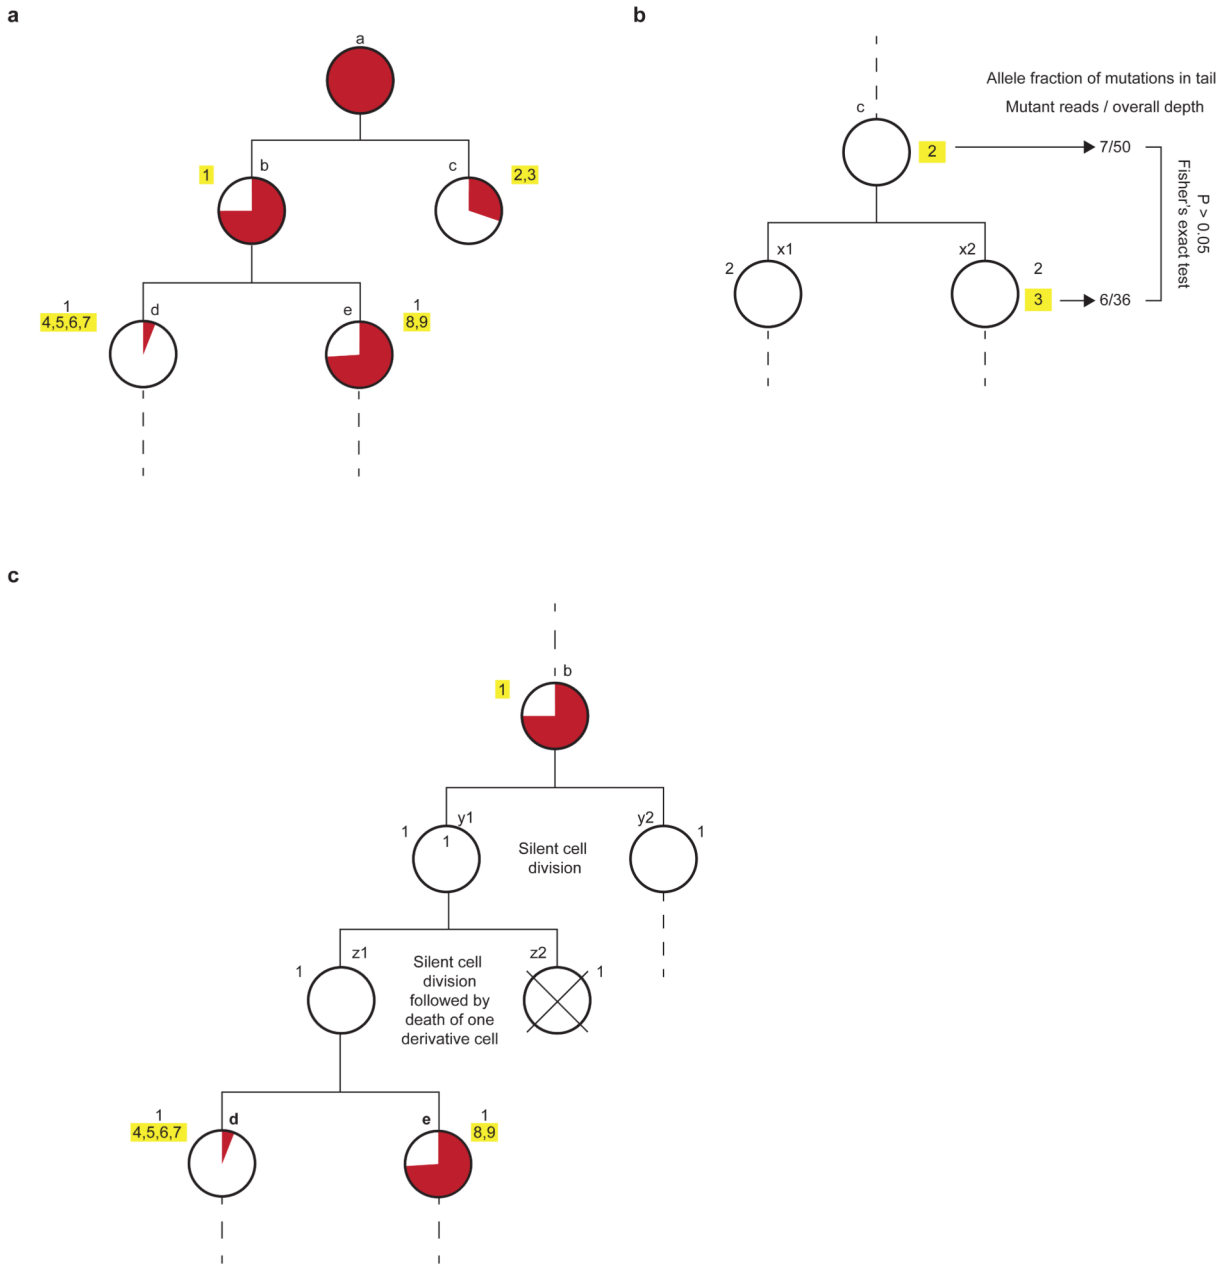 a
a
1
b
c
2,3
1
4,5,6,7
d
e
1
8,9
b
Allele fraction of mutations in tail
Mutant reads / overall depth
c
2
7/50
x1
2
x2
2
3
6/36
P > 0.05
Fisher's exact test
c
b
1
1
y1
1
Silent cell
division
y2
1
1
z1
Silent cell
division
followed by
death of one
derivative cell
z2
1
1
4,5,6,7
d
e
1
8,9